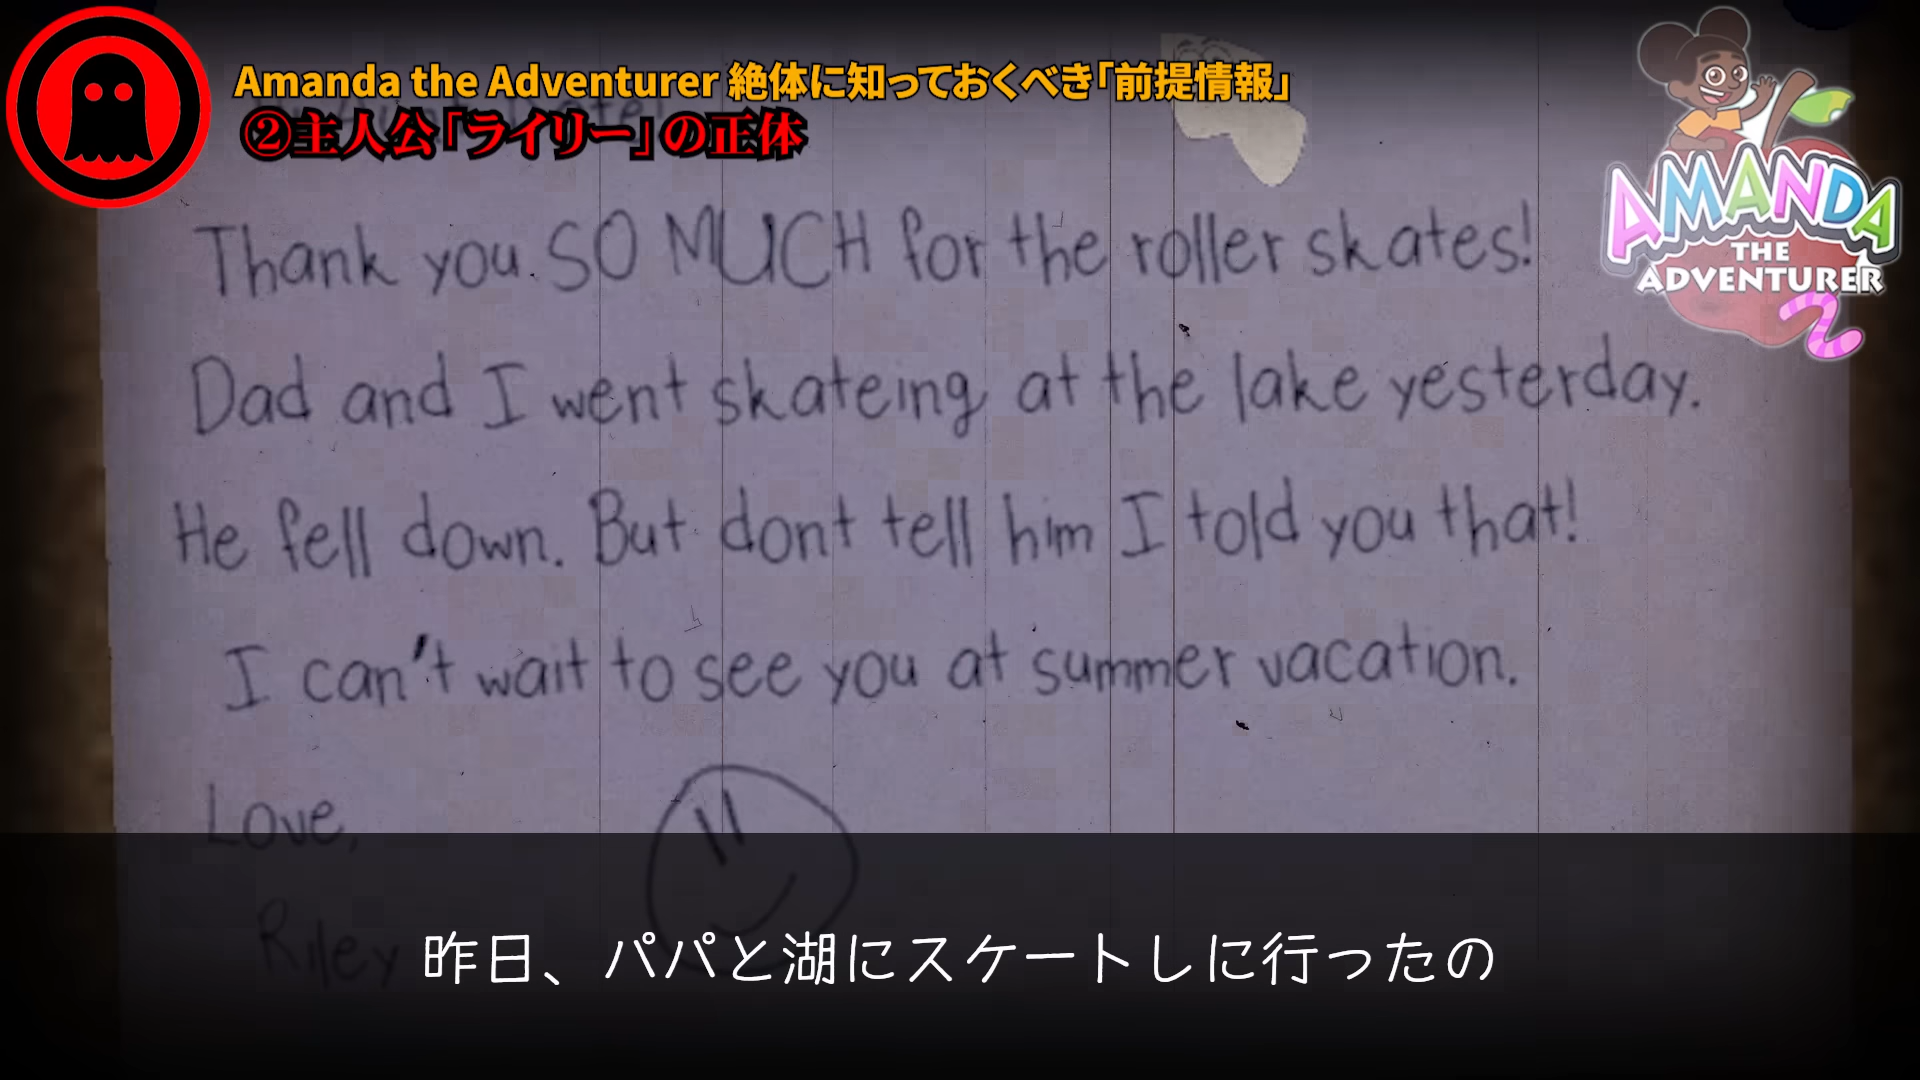 Amanda the Adventurer 絶体に知っておくべき「前提情報」
②主人公「ライリー」の正体
AMANDA
THE
ADVENTURER
2
Thank you SO MUCH for the roller skates!
Dad and I went skateing at the lake yesterday.
He fell down. But dont tell him I told you that!
I can't wait to see you at summer vacation.
Love,
Riley
昨日、パパと湖にスケートしに行ったの